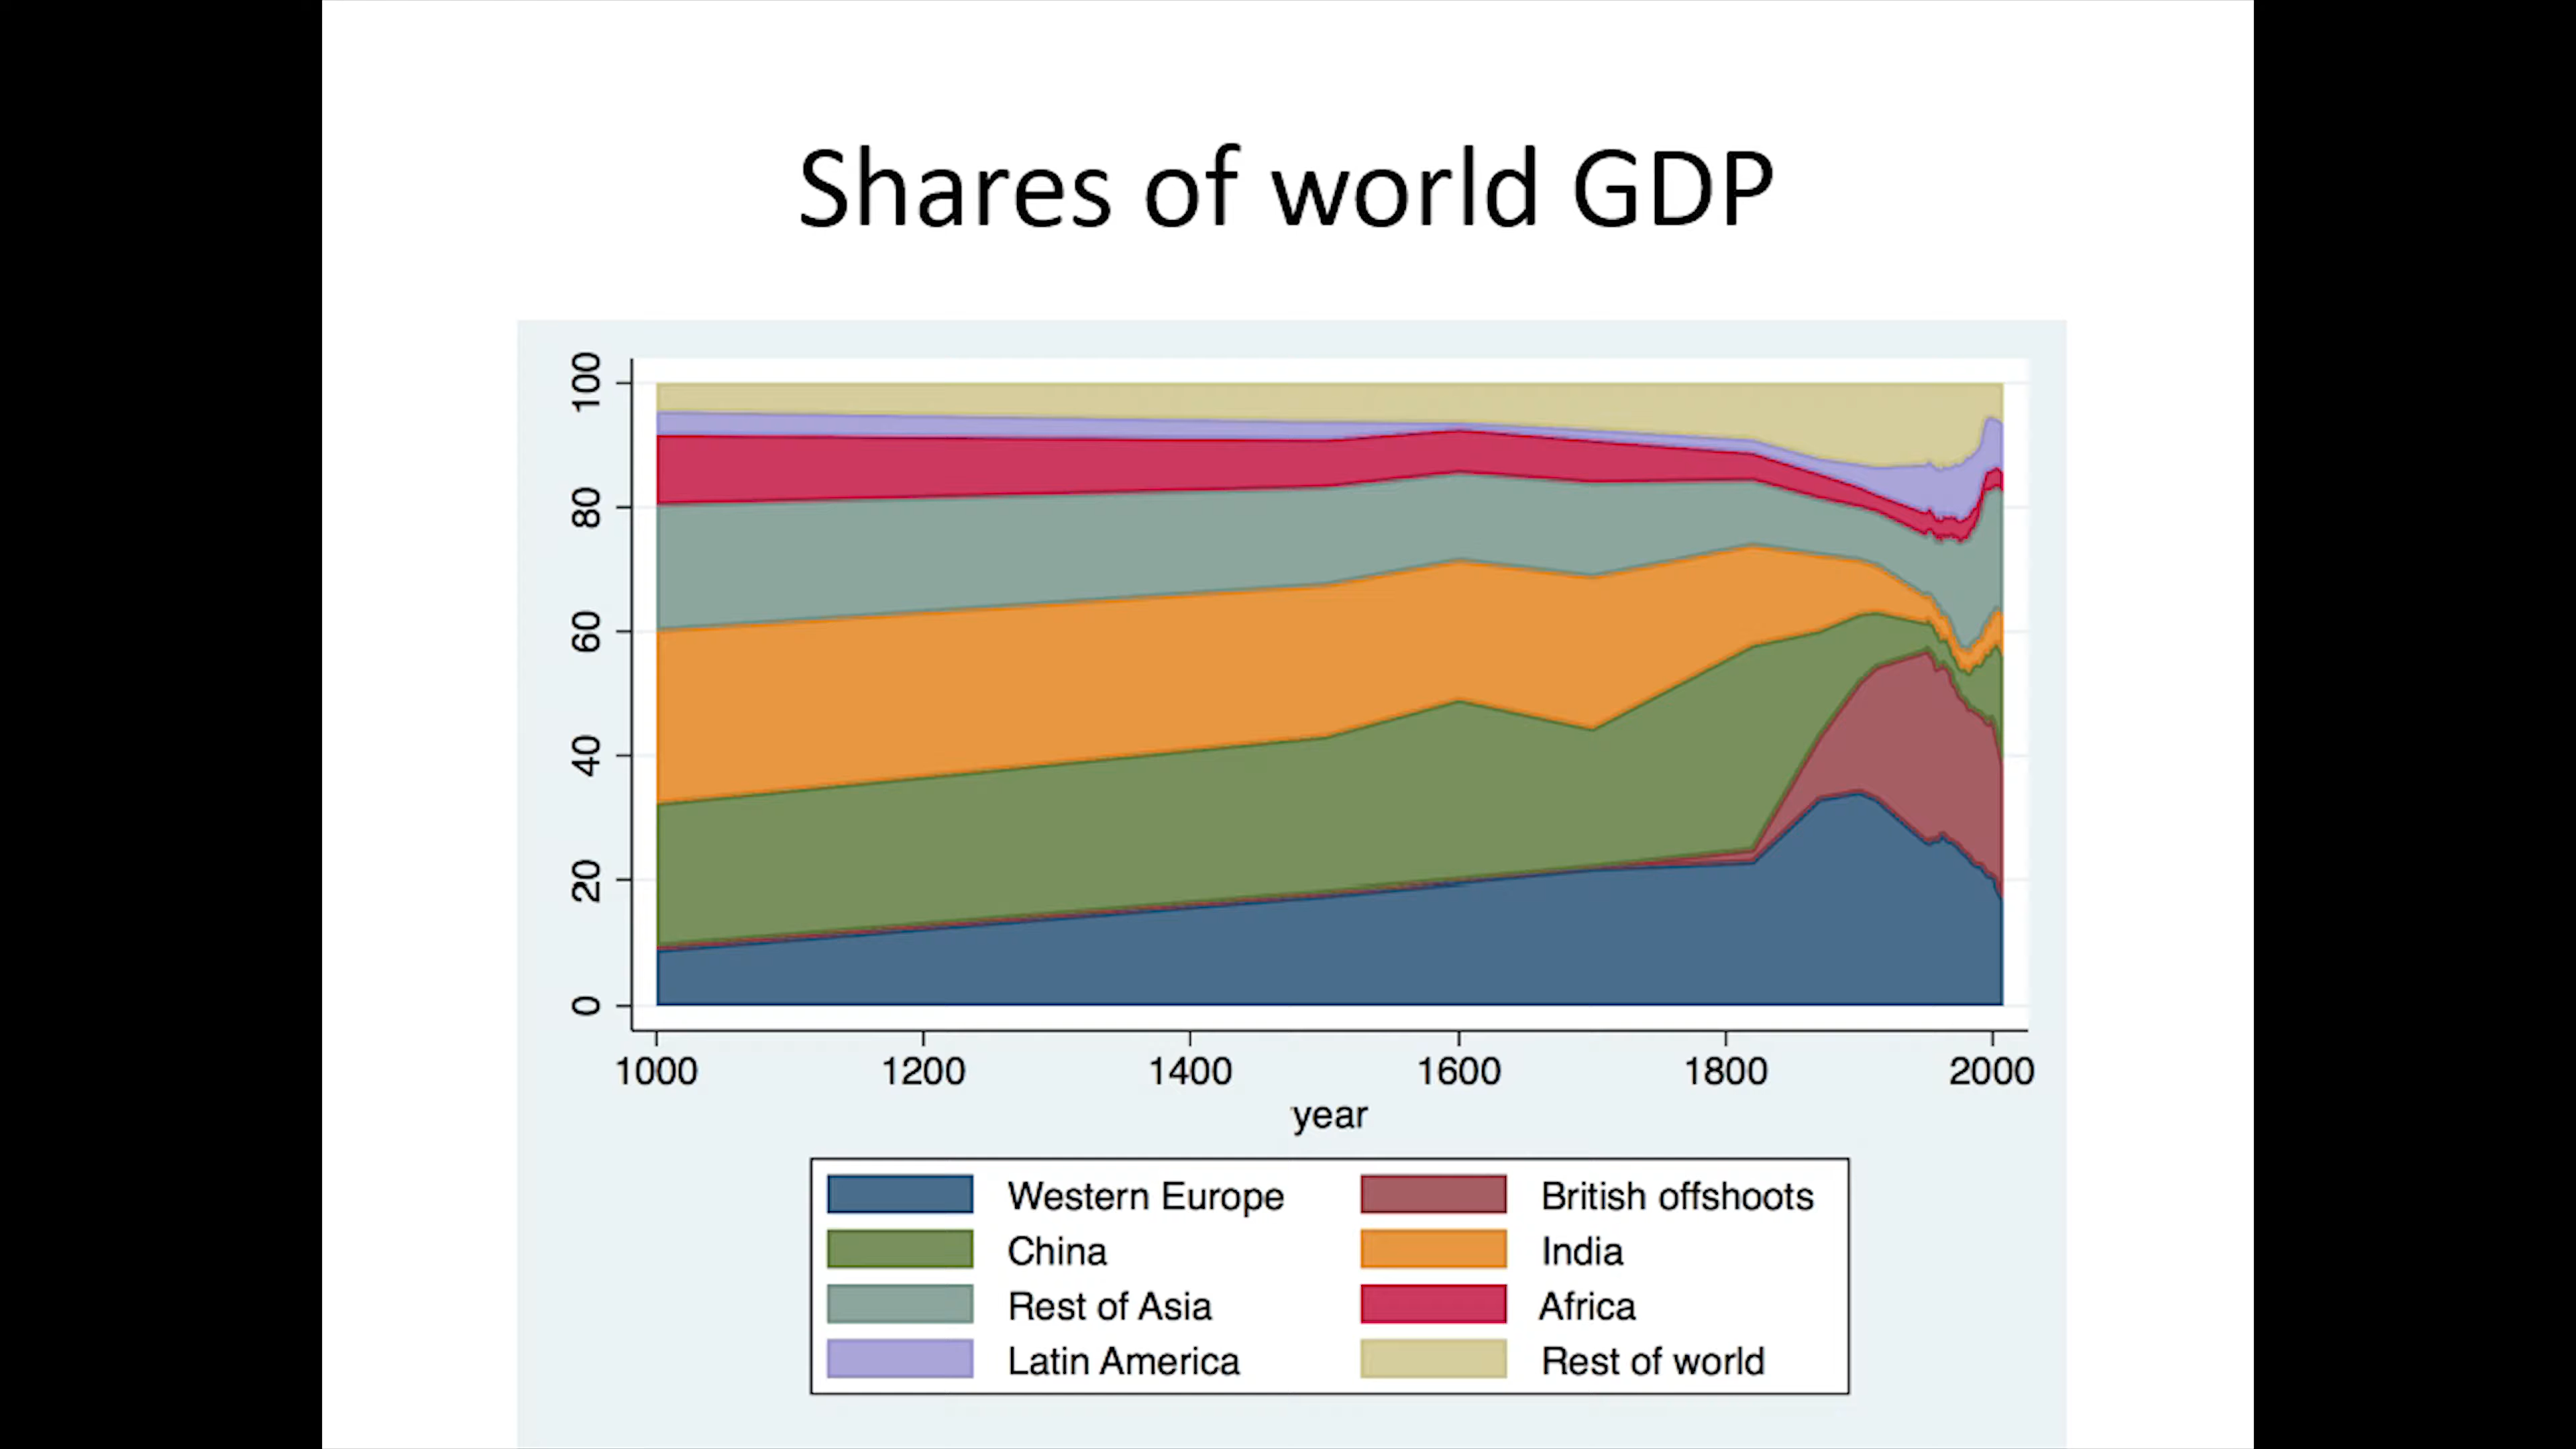 Shares of world GDP
100
80
60
40
20
0
1000 1200 1400 1600 1800 2000
year
Western Europe British offshoots
China India
Rest of Asia Africa
Latin America Rest of world